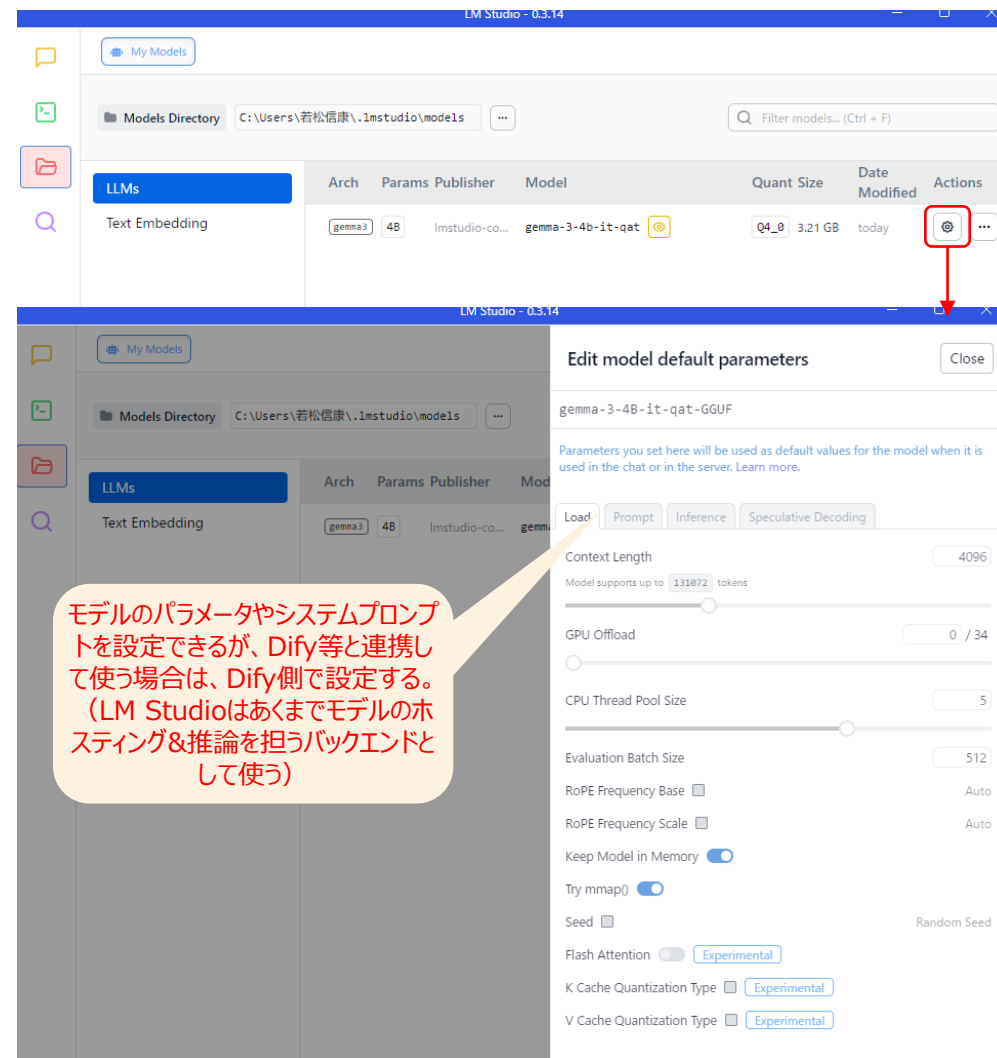 LM Studio - 0.3.14
My Models
Models Directory C:\Users\若松信康\.lmstudio\models ... Filter models... (Ctrl + F)
LLMs
Text Embedding
Arch Params Publisher Model Quant Size Date Modified Actions
gemma3 4B lmstudio-co... gemma-3-4b-it-qat Q4_0 3.21 GB today ...
LM Studio - 0.3.14
My Models
Models Directory C:\Users\若松信康\.lmstudio\models ...
LLMs
Text Embedding
Arch Params Publisher Mod
gemma3 4B lmstudio-co... gemm
モデルのパラメータやシステムプロンプ
トを設定できるが、Dify等と連携し
て使う場合は、Dify側で設定する。
（LM Studioはあくまでモデルのホ
スティング&推論を担うバックエンドと
して使う）
Edit model default parameters Close
gemma-3-4B-it-qat-GGUF
Parameters you set here will be used as default values for the model when it is
used in the chat or in the server. Learn more.
Load Prompt Inference Speculative Decoding
Context Length 4096
Model supports up to 131072 tokens
GPU Offload 0 / 34
CPU Thread Pool Size 5
Evaluation Batch Size 512
RoPE Frequency Base Auto
RoPE Frequency Scale Auto
Keep Model in Memory
Try mmap()
Seed Random Seed
Flash Attention Experimental
K Cache Quantization Type Experimental
V Cache Quantization Type Experimental